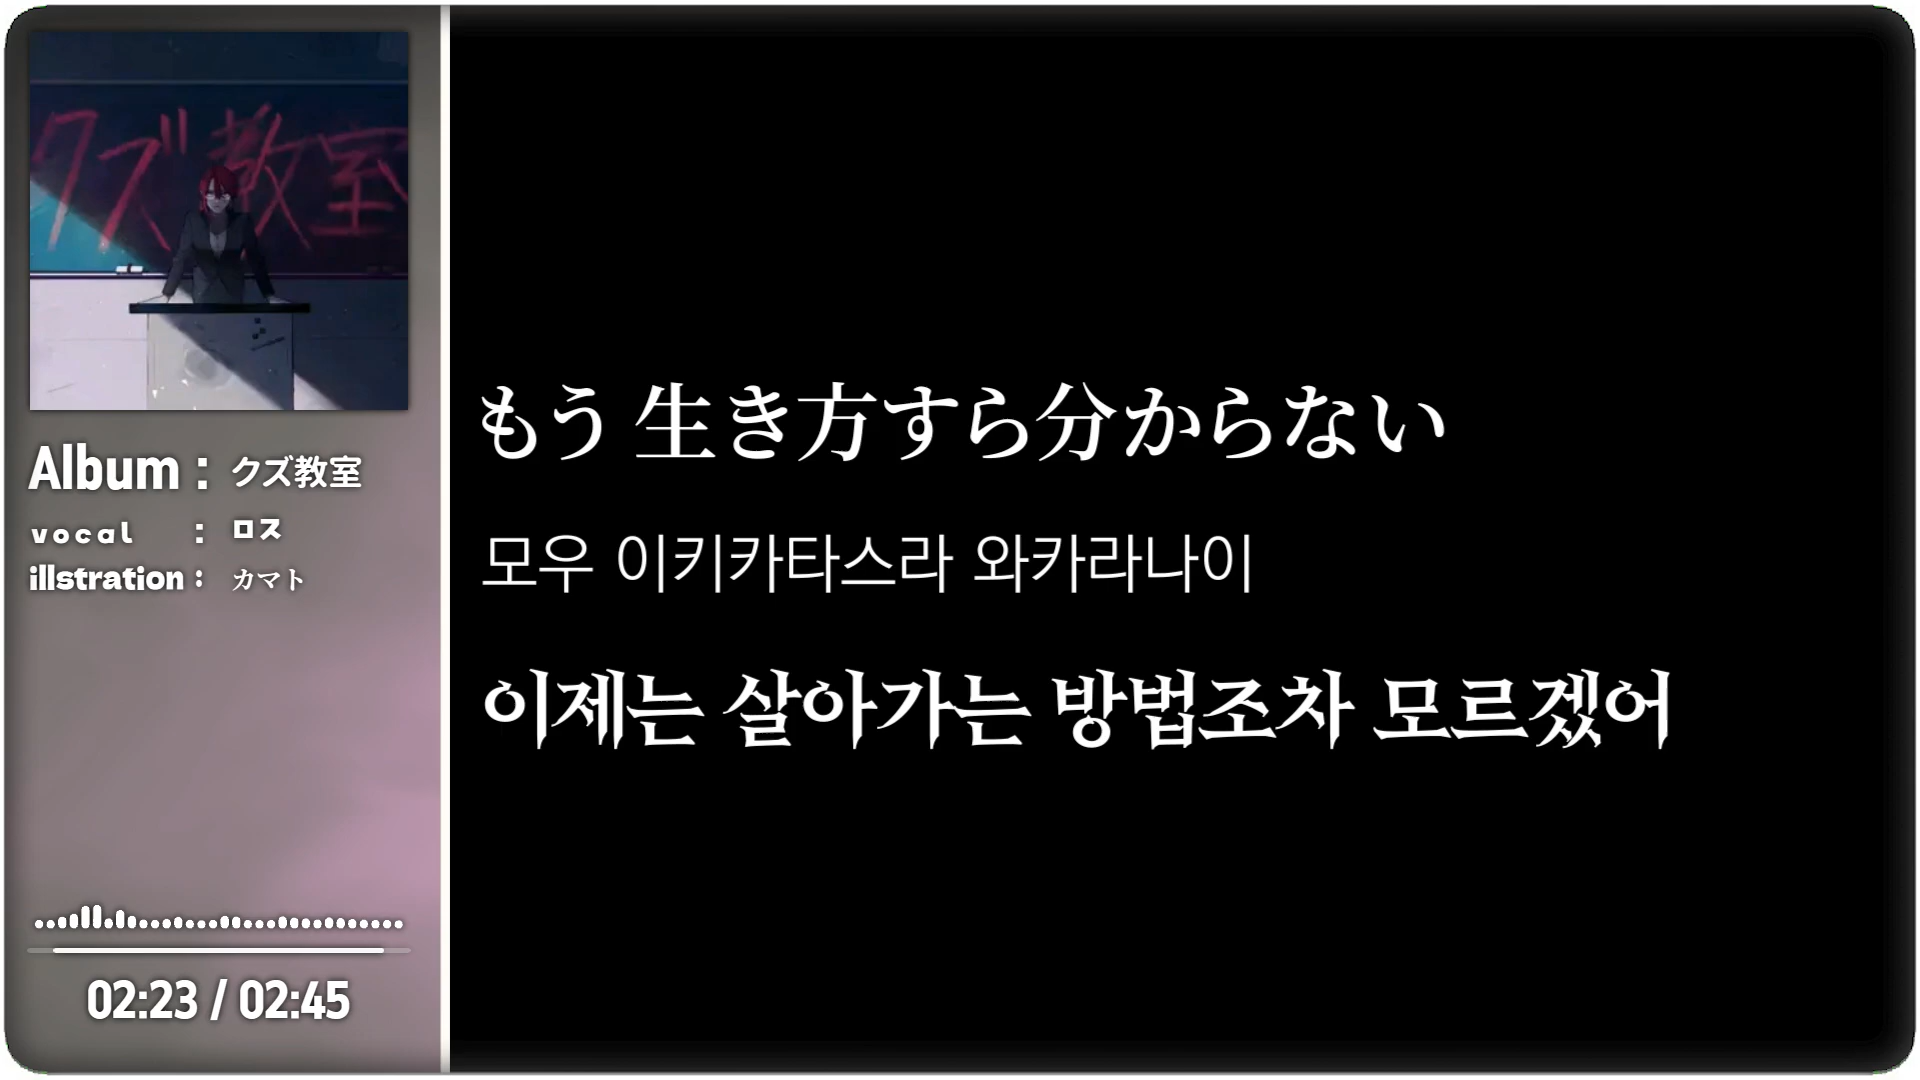 クズ教室
Album : クズ教室
vocal : ロス
illstration : カマト
02:23 / 02:45
もう 生き方すら分からない
모우 이키카타스라 와카라나이
이제는 살아가는 방법조차 모르겠어